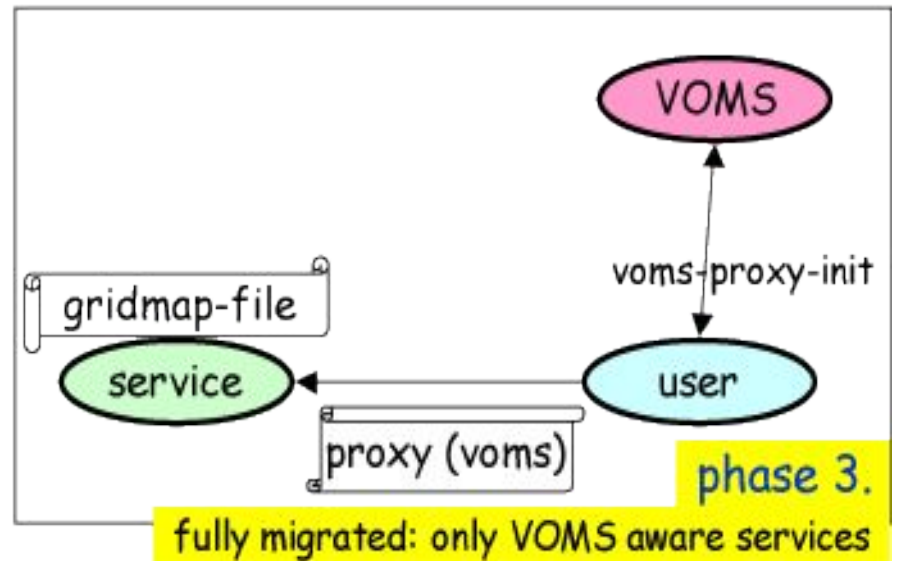 VOMS
voms-proxy-init
gridmap-file
service
user
proxy (voms)
phase 3.
fully migrated: only VOMS aware services